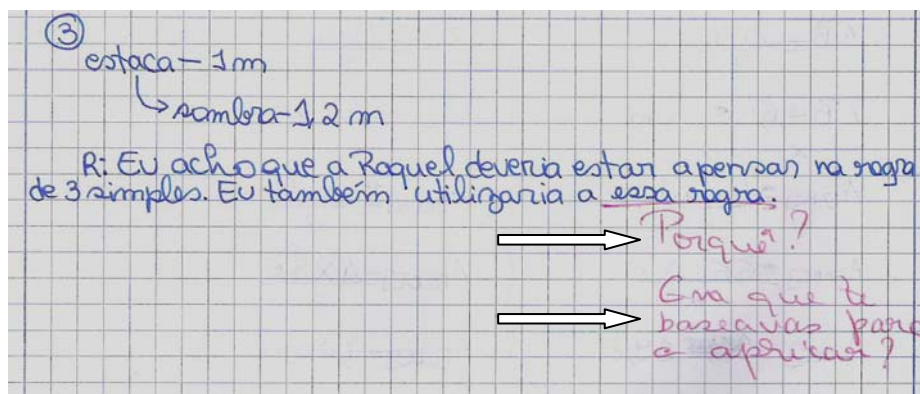 3
estaca - 1 m
sombra - 1,2 m
R: Eu acho que a Raquel deveria estar a pensar na regra
de 3 simples. Eu também utilizaria a essa regra.
Porquê?
Em que te
baseavas para
a aplicar?